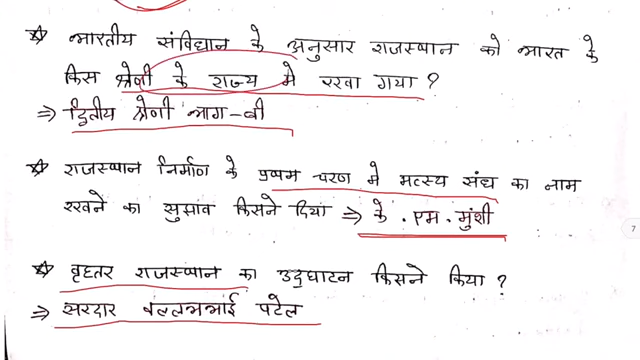 ☆ भारतीय संविधान के अनुसार राजस्थान को भारत के
किस श्रेणी के राज्य मे रखा गया ?
⇒ द्वितीय श्रेणी भाग-बी
☆ राजस्थान निर्माण के प्रथम चरण मे मत्स्य संघ का नाम
रखने का सुझाव किसने दिया ⇒ के . एम . मुंशी
☆ वृहत्तर राजस्थान का उद्घाटन किसने किया ?
⇒ सरदार वल्लभभाई पटेल
7